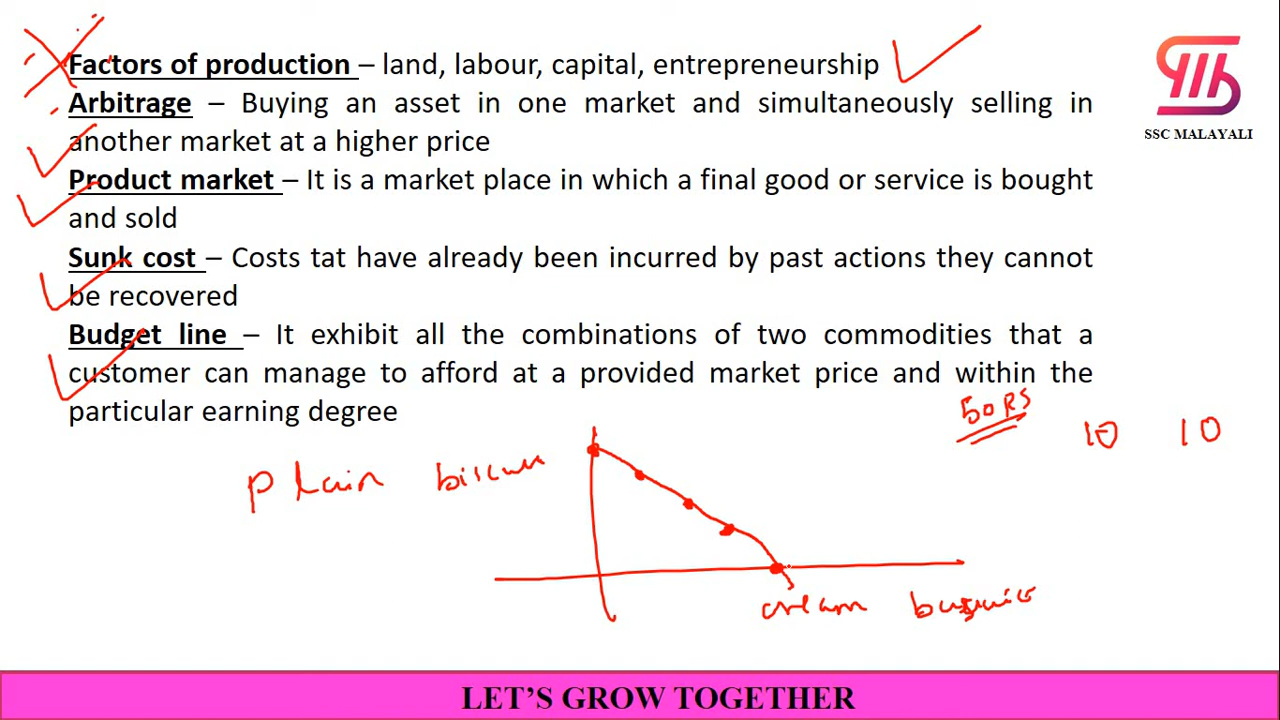 Factors of production – land, labour, capital, entrepreneurship
Arbitrage – Buying an asset in one market and simultaneously selling in
another market at a higher price
Product market – It is a market place in which a final good or service is bought
and sold
Sunk cost – Costs tat have already been incurred by past actions they cannot
be recovered
Budget line – It exhibit all the combinations of two commodities that a
customer can manage to afford at a provided market price and within the
particular earning degree
SSC MALAYALI
50 RS
10 10
plain
cream
LET'S GROW TOGETHER